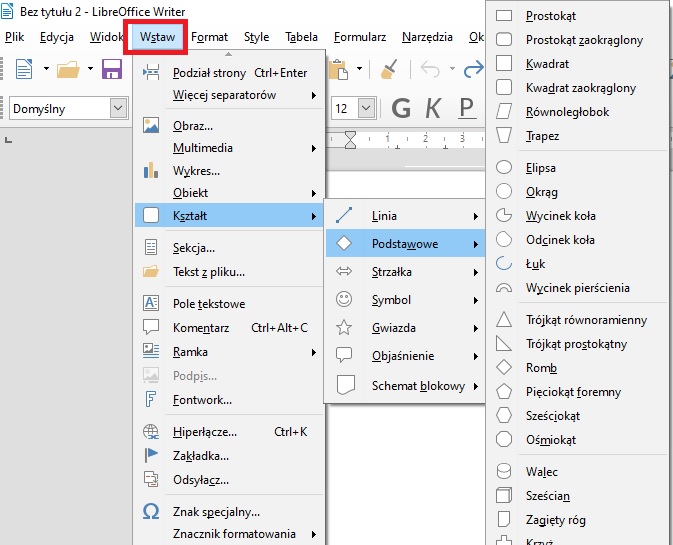 Bez tytułu 2 - LibreOffice Writer
Plik Edycja Widok Wstaw Format Style Tabela Formularz Narzędzia Ok
Domyślny
12 G K P
1 2 3
Podział strony Ctrl+Enter
Więcej separatorów
Obraz...
Multimedia
Wykres...
Obiekt
Kształt
Sekcja...
Tekst z pliku...
Pole tekstowe
Komentarz Ctrl+Alt+C
Ramka
Podpis...
Fontwork...
Hiperłącze... Ctrl+K
Zakładka...
Odsyłacz...
Znak specjalny...
Znacznik formatowania
Linia
Podstawowe
Strzałka
Symbol
Gwiazda
Objaśnienie
Schemat blokowy
Prostokąt
Prostokąt zaokrąglony
Kwadrat
Kwadrat zaokrąglony
Równoległobok
Trapez
Elipsa
Okrąg
Wycinek koła
Odcinek koła
Łuk
Wycinek pierścienia
Trójkąt równoramienny
Trójkąt prostokątny
Romb
Pięciokąt foremny
Sześciokąt
Ośmiokąt
Walec
Sześcian
Zagięty róg
Krzyż